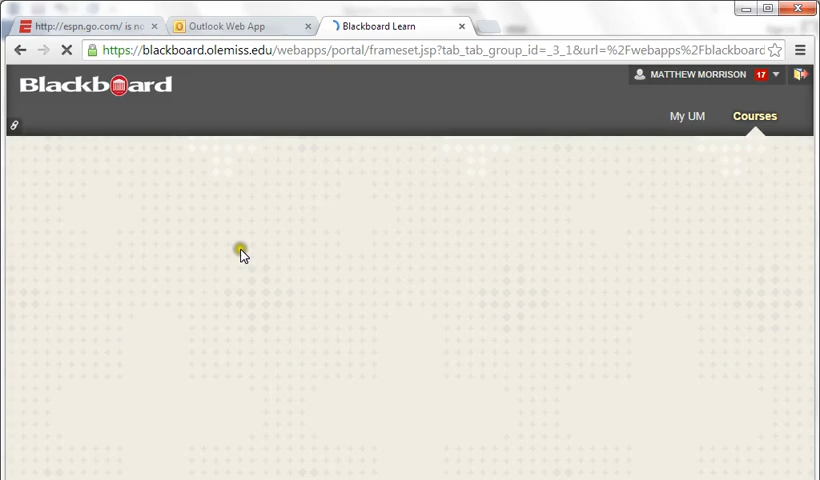 http://espn.go.com/ is no
Outlook Web App
Blackboard Learn
https://blackboard.olemiss.edu/webapps/portal/frameset.jsp?tab_tab_group_id=_3_1&url=%2Fwebapps%2Fblackboard
Blackboard
MATTHEW MORRISON 17
My UM
Courses